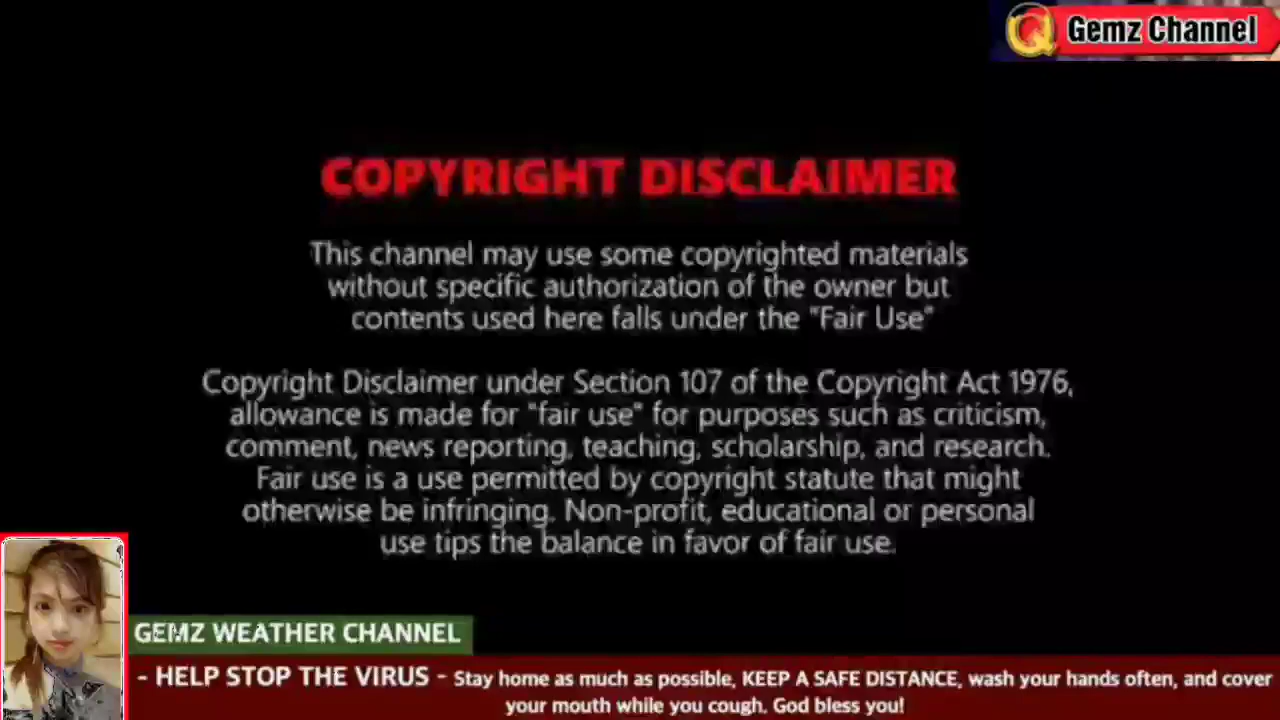 Gemz Channel
COPYRIGHT DISCLAIMER
This channel may use some copyrighted materials
without specific authorization of the owner but
contents used here falls under the "Fair Use"
Copyright Disclaimer under Section 107 of the Copyright Act 1976,
allowance is made for "fair use" for purposes such as criticism,
comment, news reporting, teaching, scholarship, and research.
Fair use is a use permitted by copyright statute that might
otherwise be infringing. Non-profit, educational or personal
use tips the balance in favor of fair use.
GEMZ WEATHER CHANNEL
- HELP STOP THE VIRUS - Stay home as much as possible, KEEP A SAFE DISTANCE, wash your hands often, and cover
your mouth while you cough. God bless you!